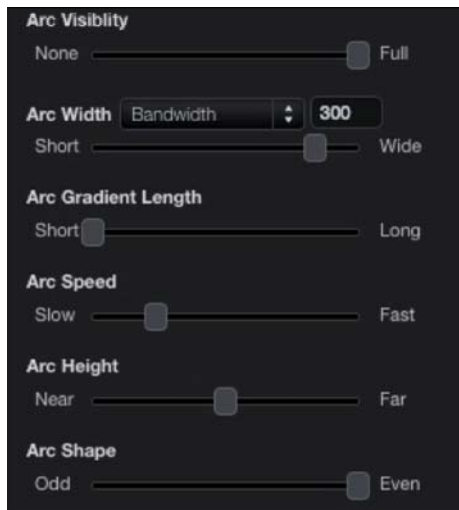 Arc Visiblity
None Full
Arc Width Bandwidth 300
Short Wide
Arc Gradient Length
Short Long
Arc Speed
Slow Fast
Arc Height
Near Far
Arc Shape
Odd Even